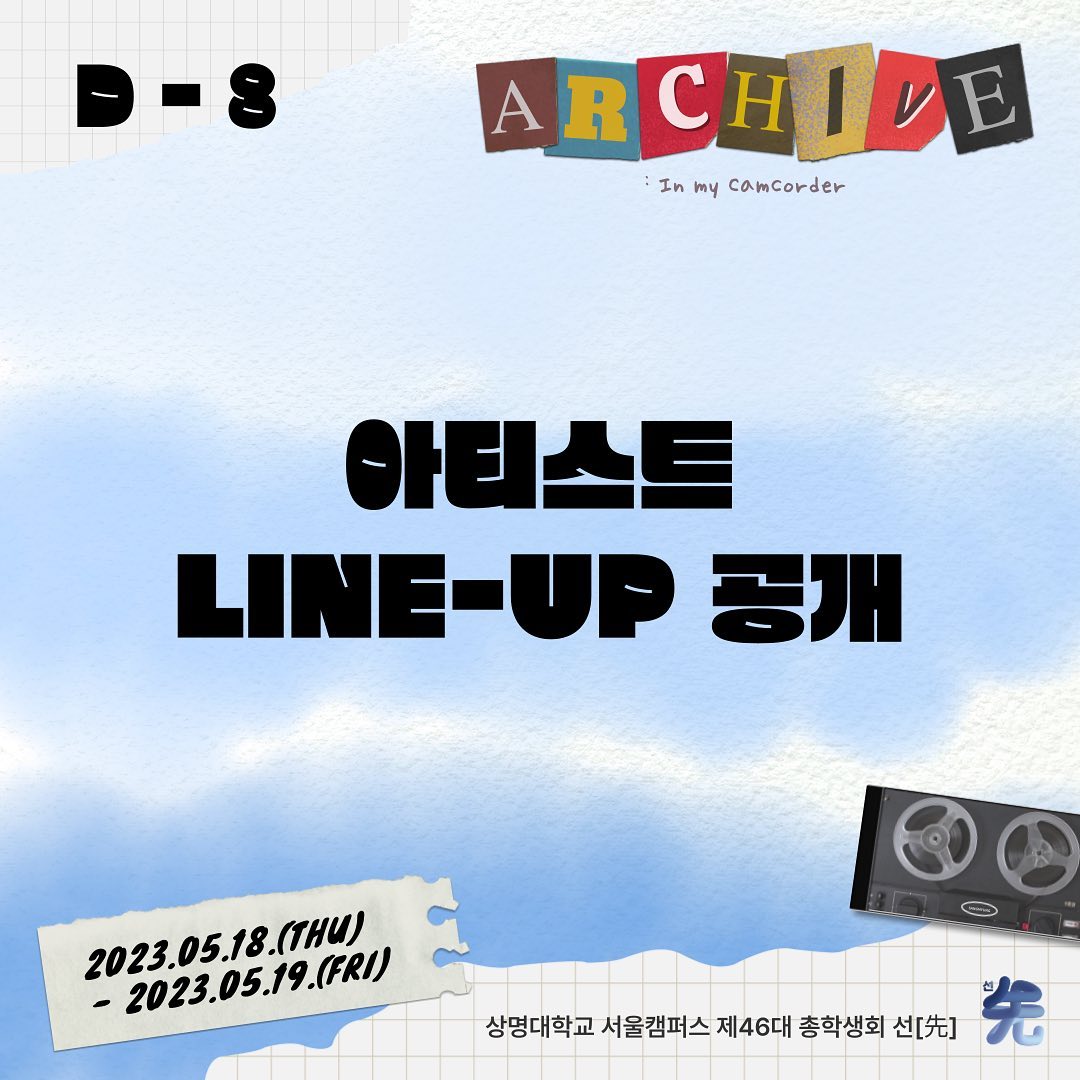 D - 8
ARCHIVE
: In my Camcorder
아티스트
LINE-UP 공개
2023.05.18.(THU)
- 2023.05.19.(FRI)
상명대학교 서울캠퍼스 제46대 총학생회 선[先]
선 先